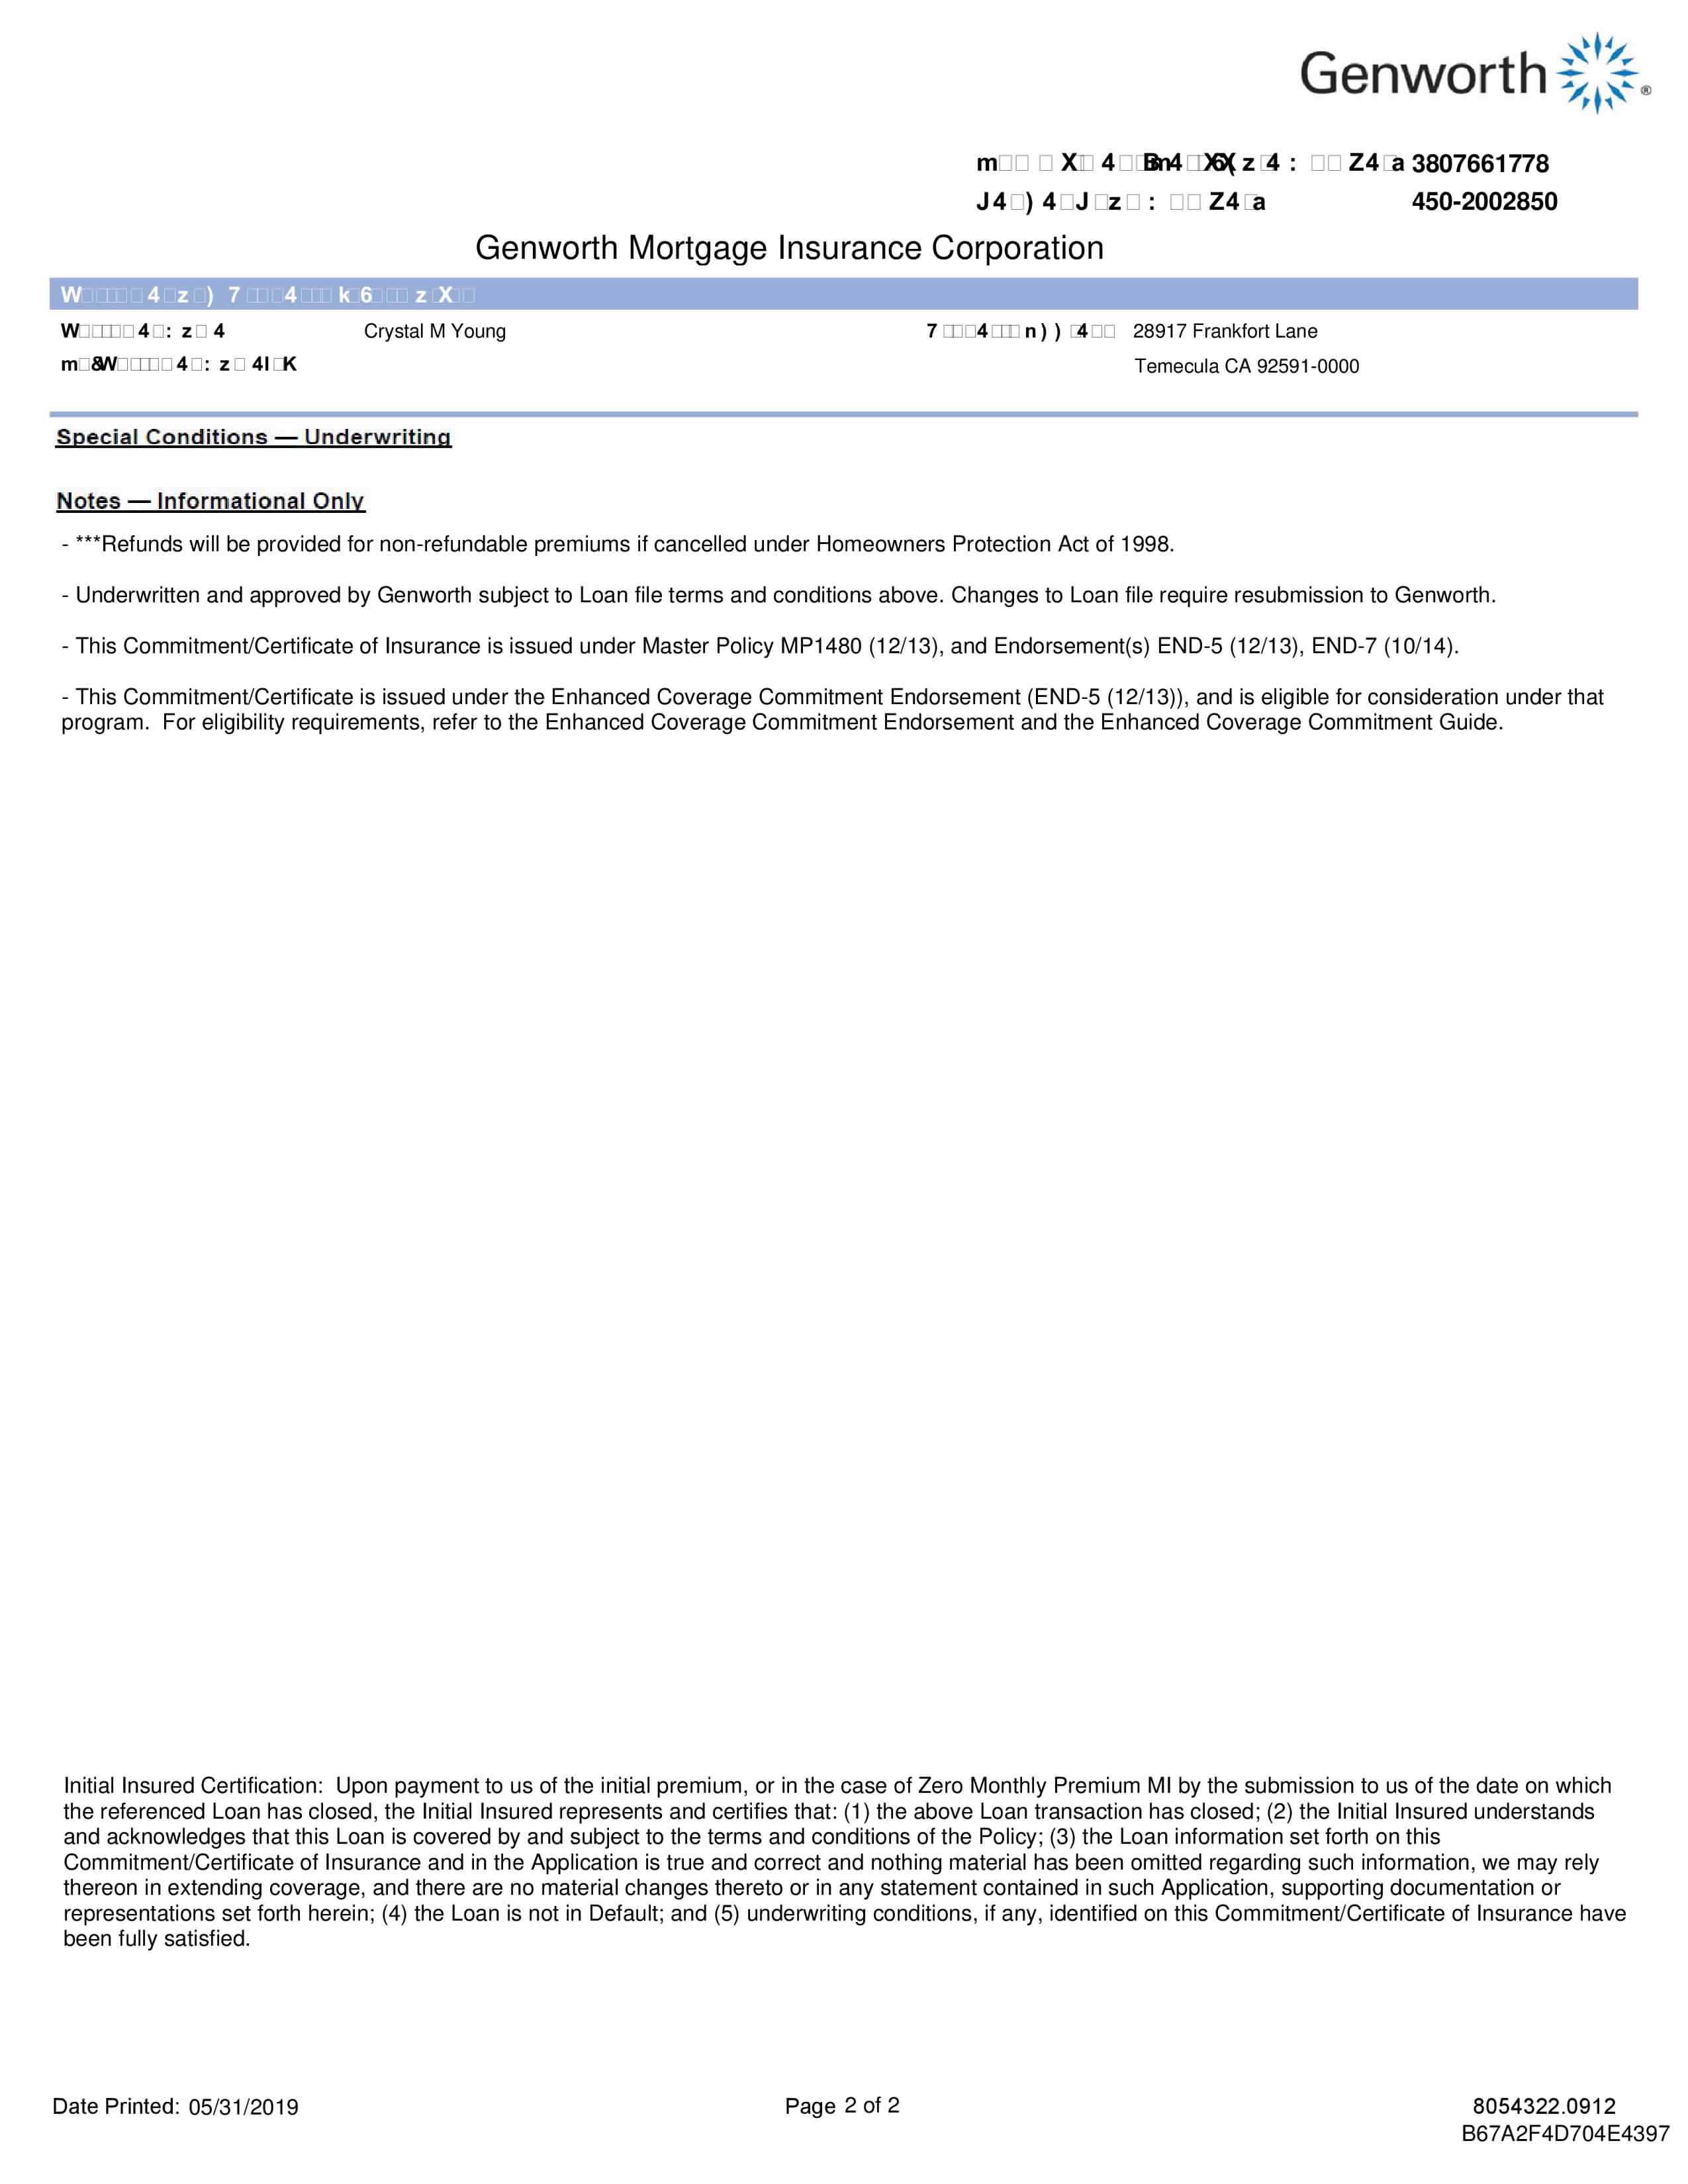 Genworth
3807661778
450-2002850
Genworth Mortgage Insurance Corporation
Crystal M Young
28917 Frankfort Lane
Temecula CA 92591-0000
Special Conditions — Underwriting
Notes — Informational Only
- ***Refunds will be provided for non-refundable premiums if cancelled under Homeowners Protection Act of 1998.
- Underwritten and approved by Genworth subject to Loan file terms and conditions above. Changes to Loan file require resubmission to Genworth.
- This Commitment/Certificate of Insurance is issued under Master Policy MP1480 (12/13), and Endorsement(s) END-5 (12/13), END-7 (10/14).
- This Commitment/Certificate is issued under the Enhanced Coverage Commitment Endorsement (END-5 (12/13)), and is eligible for consideration under that
program. For eligibility requirements, refer to the Enhanced Coverage Commitment Endorsement and the Enhanced Coverage Commitment Guide.
Initial Insured Certification: Upon payment to us of the initial premium, or in the case of Zero Monthly Premium MI by the submission to us of the date on which
the referenced Loan has closed, the Initial Insured represents and certifies that: (1) the above Loan transaction has closed; (2) the Initial Insured understands
and acknowledges that this Loan is covered by and subject to the terms and conditions of the Policy; (3) the Loan information set forth on this
Commitment/Certificate of Insurance and in the Application is true and correct and nothing material has been omitted regarding such information, we may rely
thereon in extending coverage, and there are no material changes thereto or in any statement contained in such Application, supporting documentation or
representations set forth herein; (4) the Loan is not in Default; and (5) underwriting conditions, if any, identified on this Commitment/Certificate of Insurance have
been fully satisfied.
Date Printed: 05/31/2019
Page 2 of 2
8054322.0912
B67A2F4D704E4397